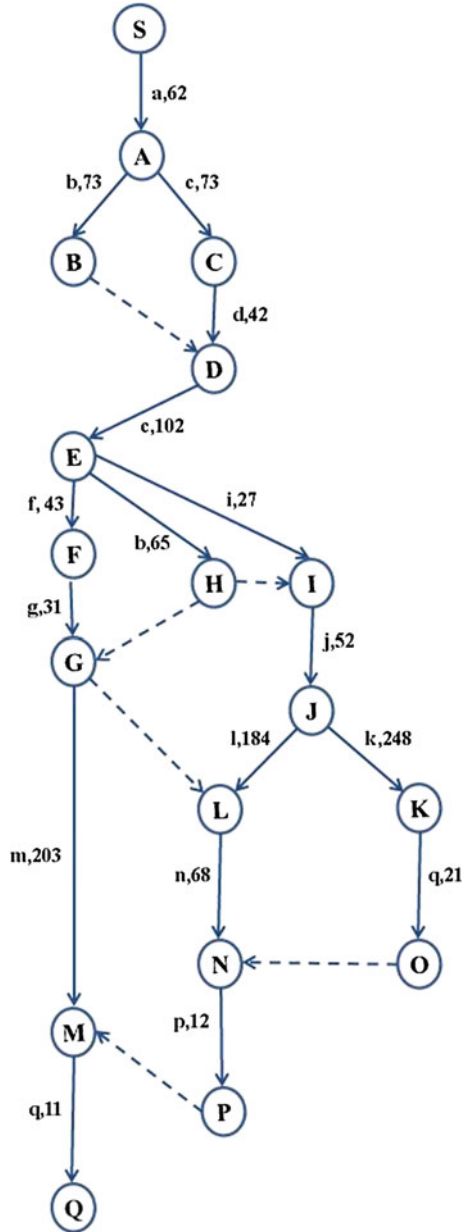 S
a,62
A
b,73
c,73
B
C
d,42
D
c,102
E
f, 43
b,65
i,27
F
H
I
g,31
j,52
G
J
l,184
k,248
L
K
m,203
n,68
q,21
N
O
p,12
M
q,11
P
Q